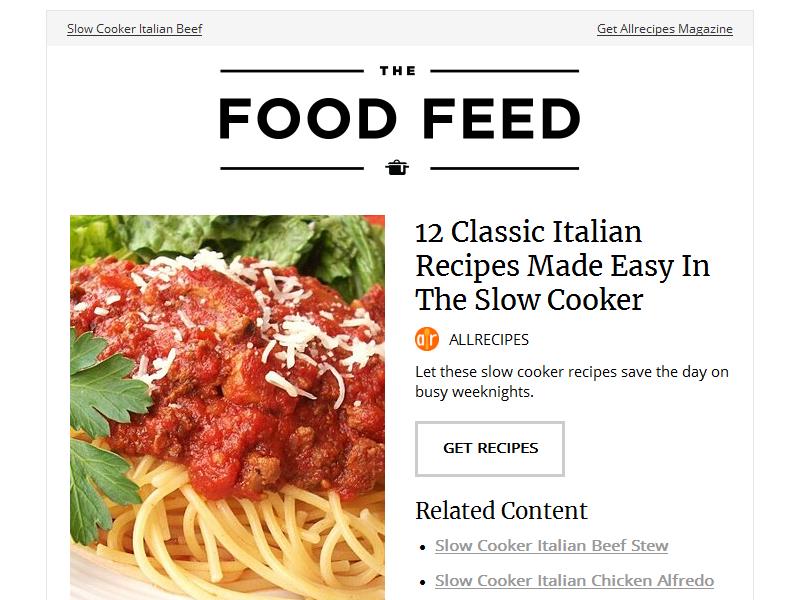 Slow Cooker Italian Beef
Get Allrecipes Magazine
THE
FOOD FEED
12 Classic Italian
Recipes Made Easy In
The Slow Cooker
ar ALLRECIPES
Let these slow cooker recipes save the day on
busy weeknights.
GET RECIPES
Related Content
• Slow Cooker Italian Beef Stew
• Slow Cooker Italian Chicken Alfredo